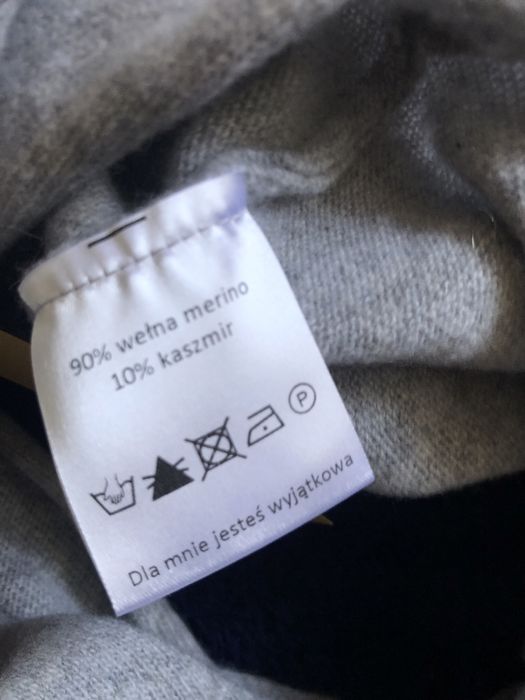 90% wełna merino
10% kaszmir
P
Dla mnie jesteś wyjątkowa